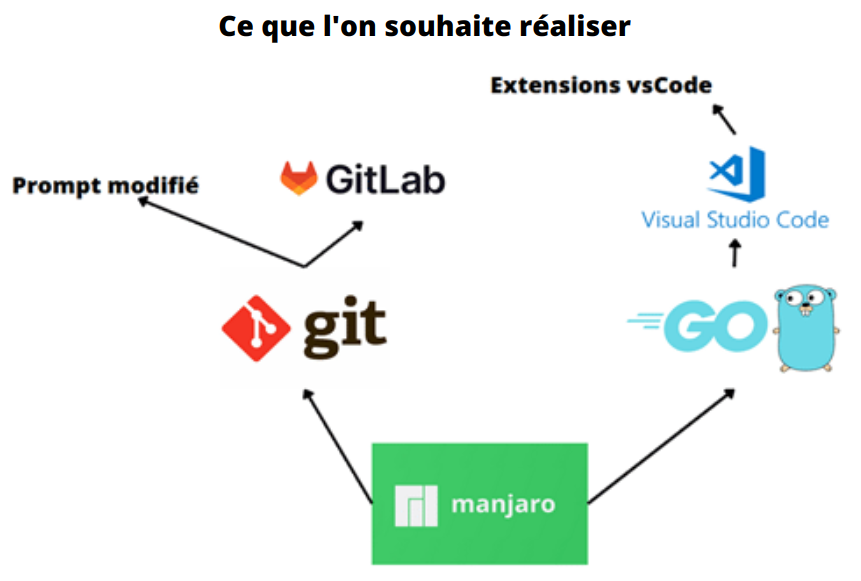 Ce que l'on souhaite réaliser
Extensions vsCode
Prompt modifié
GitLab
Visual Studio Code
git
GO
manjaro